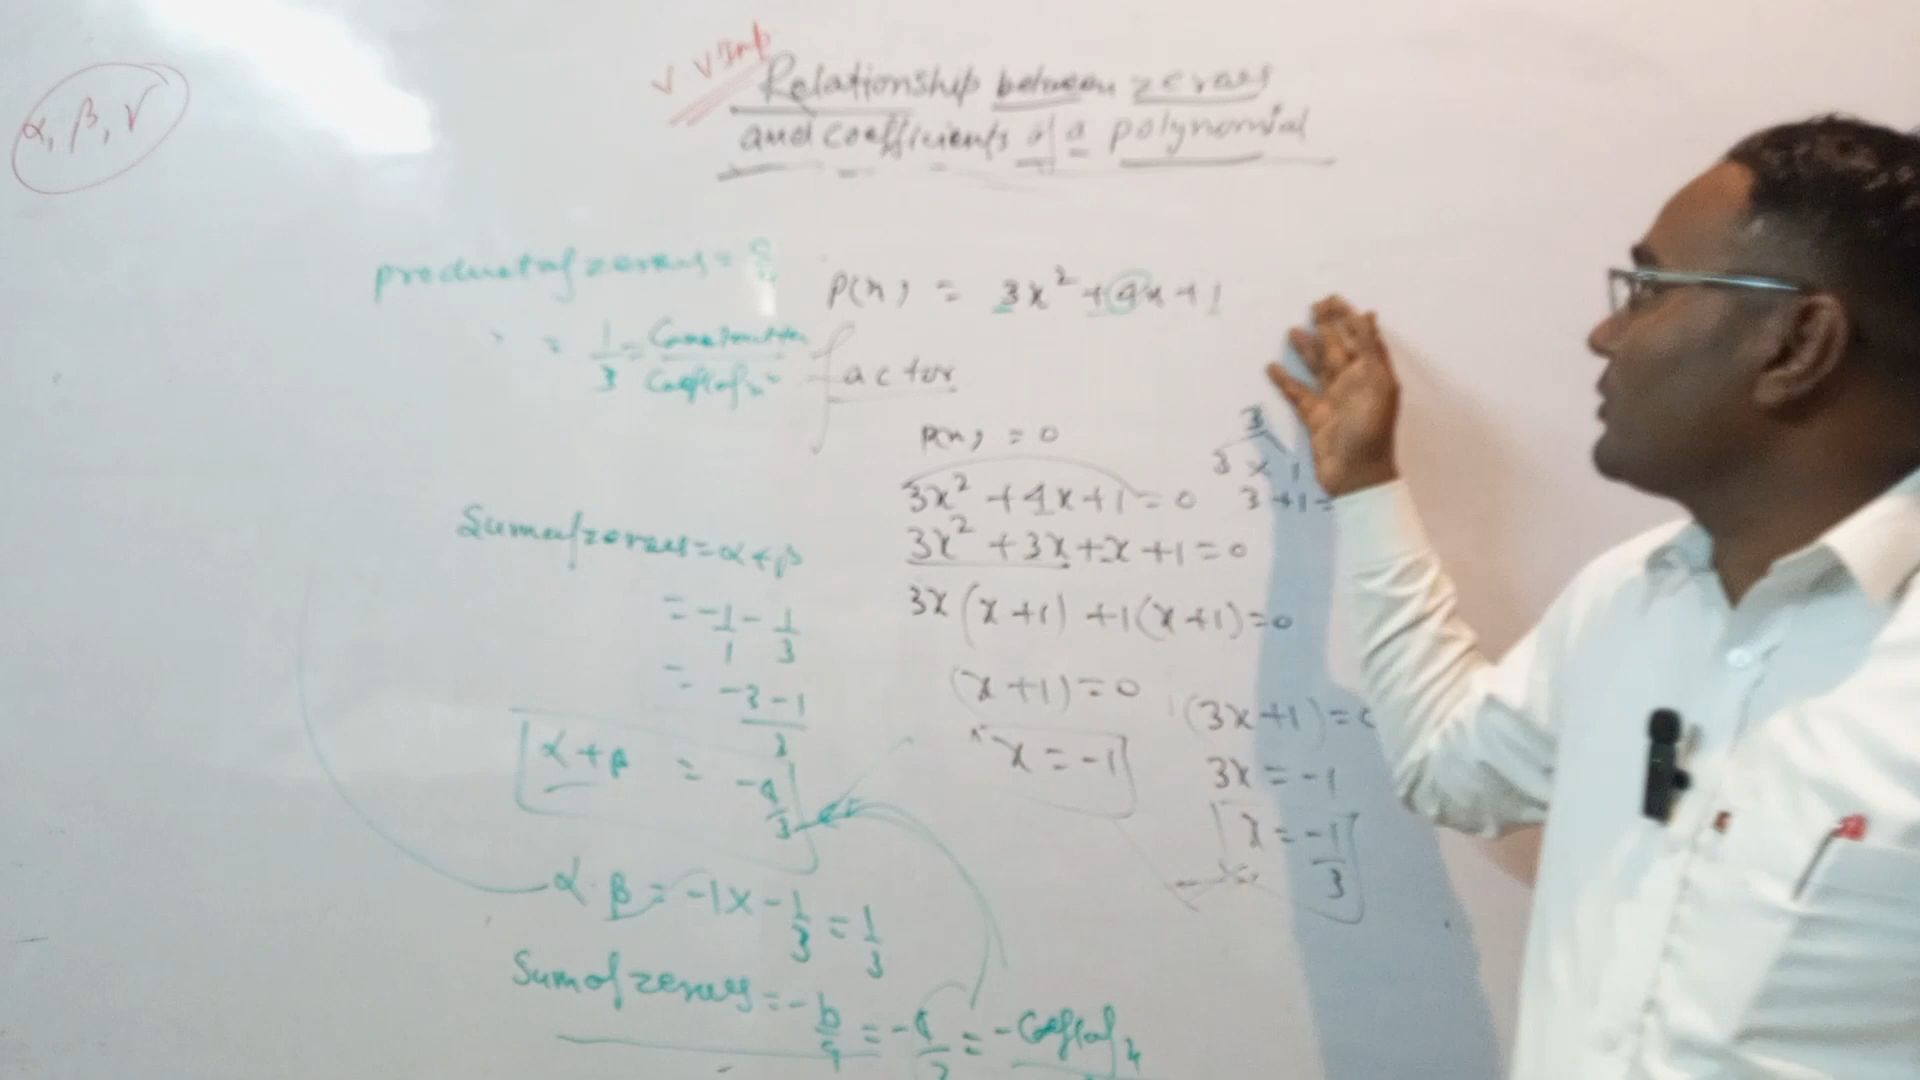 V. V Imp
Relationship between zeroes
and coefficients of a polynomial
α, β, γ
product of zeroes = c/a
= 1/3 = Constant term/Coeff of x²
P(x) = 3x² + 4x + 1
factor
P(x) = 0
3x² + 4x + 1 = 0
3
3 x 1
3 + 1 =
3x² + 3x + x + 1 = 0
3x (x + 1) + 1 (x + 1) = 0
(x + 1) = 0
x = -1
(3x + 1) = 0
3x = -1
x = -1/3
Sum of zeroes = α + β
= -1/1 - 1/3
= -3 - 1/3
α + β = -4/3
α . β = -1 x -1/3 = 1/3
Sum of zeroes = -b/a = -4/3 = -Coeff of x